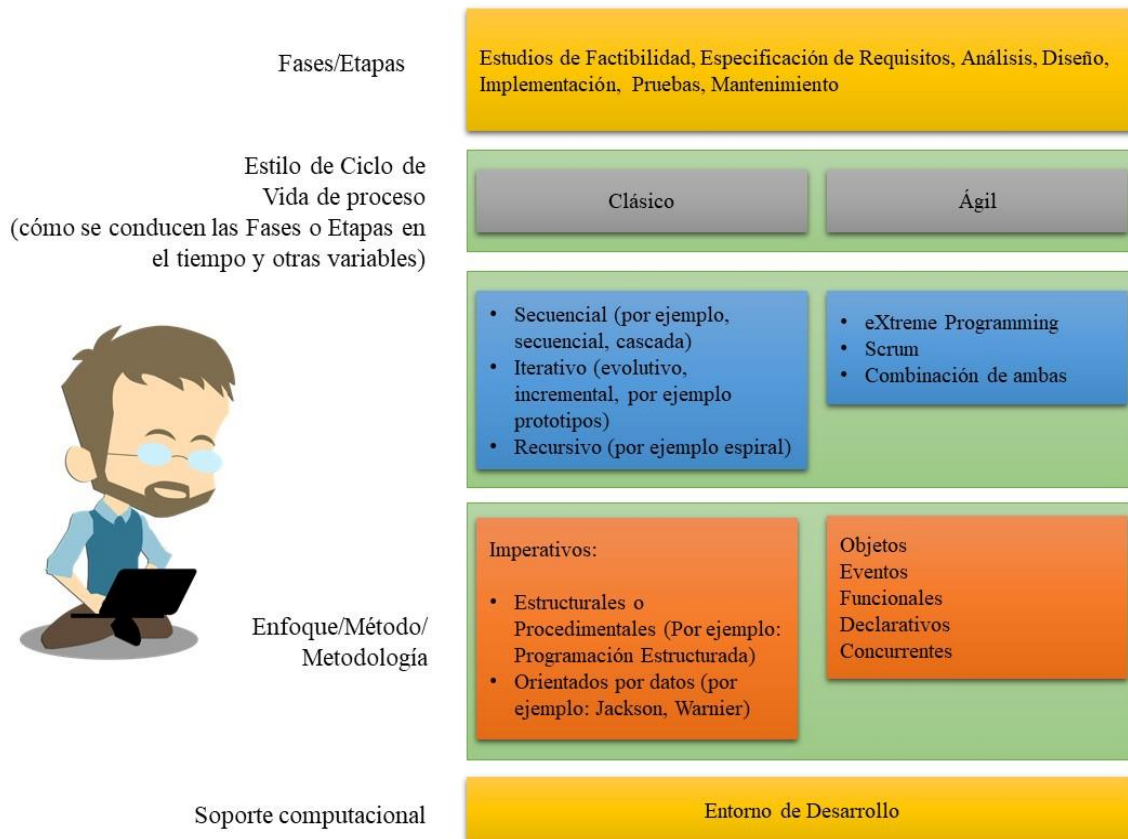 Fases/Etapas
Estudios de Factibilidad, Especificación de Requisitos, Análisis, Diseño,
Implementación, Pruebas, Mantenimiento
Estilo de Ciclo de
Vida de proceso
(cómo se conducen las Fases o Etapas en
el tiempo y otras variables)
Clásico
Ágil
• Secuencial (por ejemplo,
secuencial, cascada)
• Iterativo (evolutivo,
incremental, por ejemplo
prototipos)
• Recursivo (por ejemplo espiral)
• eXtreme Programming
• Scrum
• Combinación de ambas
Enfoque/Método/
Metodología
Imperativos:
• Estructurales o
Procedimentales (Por ejemplo:
Programación Estructurada)
• Orientados por datos (por
ejemplo: Jackson, Warnier)
Objetos
Eventos
Funcionales
Declarativos
Concurrentes
Soporte computacional
Entorno de Desarrollo